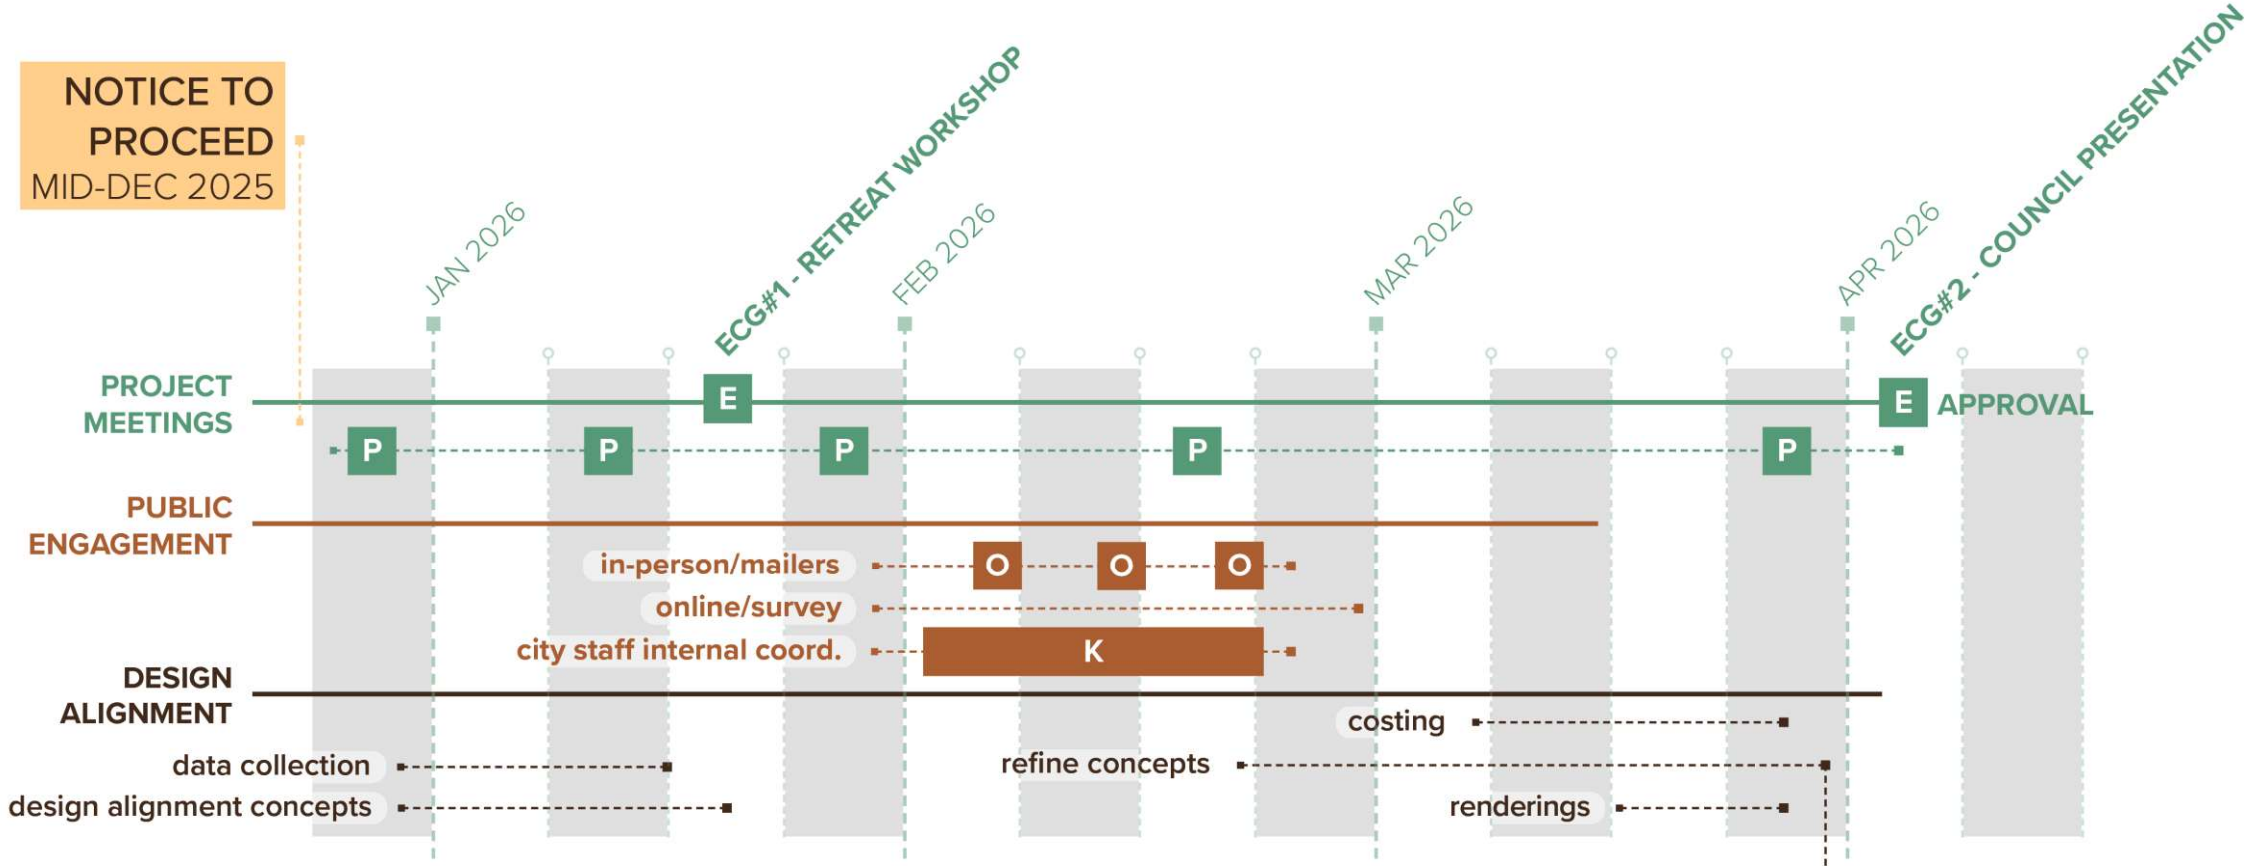 NOTICE TO
PROCEED
MID-DEC 2025
JAN 2026
ECG#1 - RETREAT WORKSHOP
FEB 2026
MAR 2026
APR 2026
ECG#2 - COUNCIL PRESENTATION
PROJECT
MEETINGS
E
E
APPROVAL
P
P
P
P
P
PUBLIC
ENGAGEMENT
in-person/mailers
O
O
O
online/survey
city staff internal coord.
K
DESIGN
ALIGNMENT
costing
data collection
refine concepts
design alignment concepts
renderings